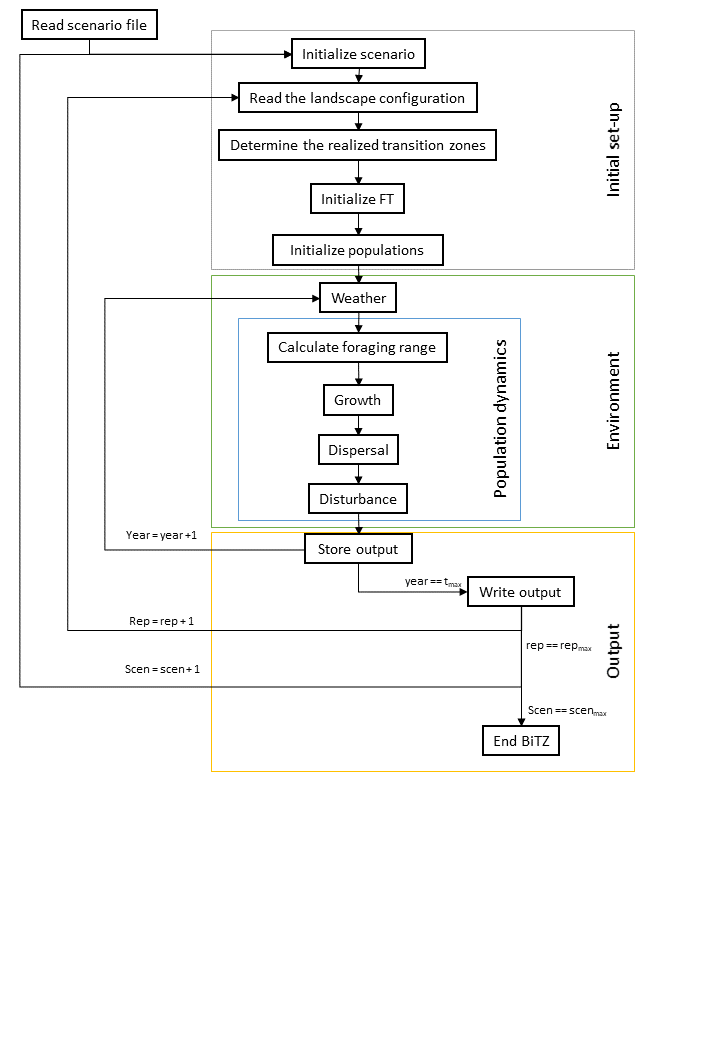 Read scenario file
Initialize scenario
Read the landscape configuration
Determine the realized transition zones
Initialize FT
Initialize populations
Initial set-up
Weather
Calculate foraging range
Growth
Dispersal
Disturbance
Population dynamics
Environment
Year = year +1
Store output
year == tmax
Write output
Rep = rep + 1
rep == repmax
Scen = scen + 1
Scen == scenmax
End BiTZ
Output